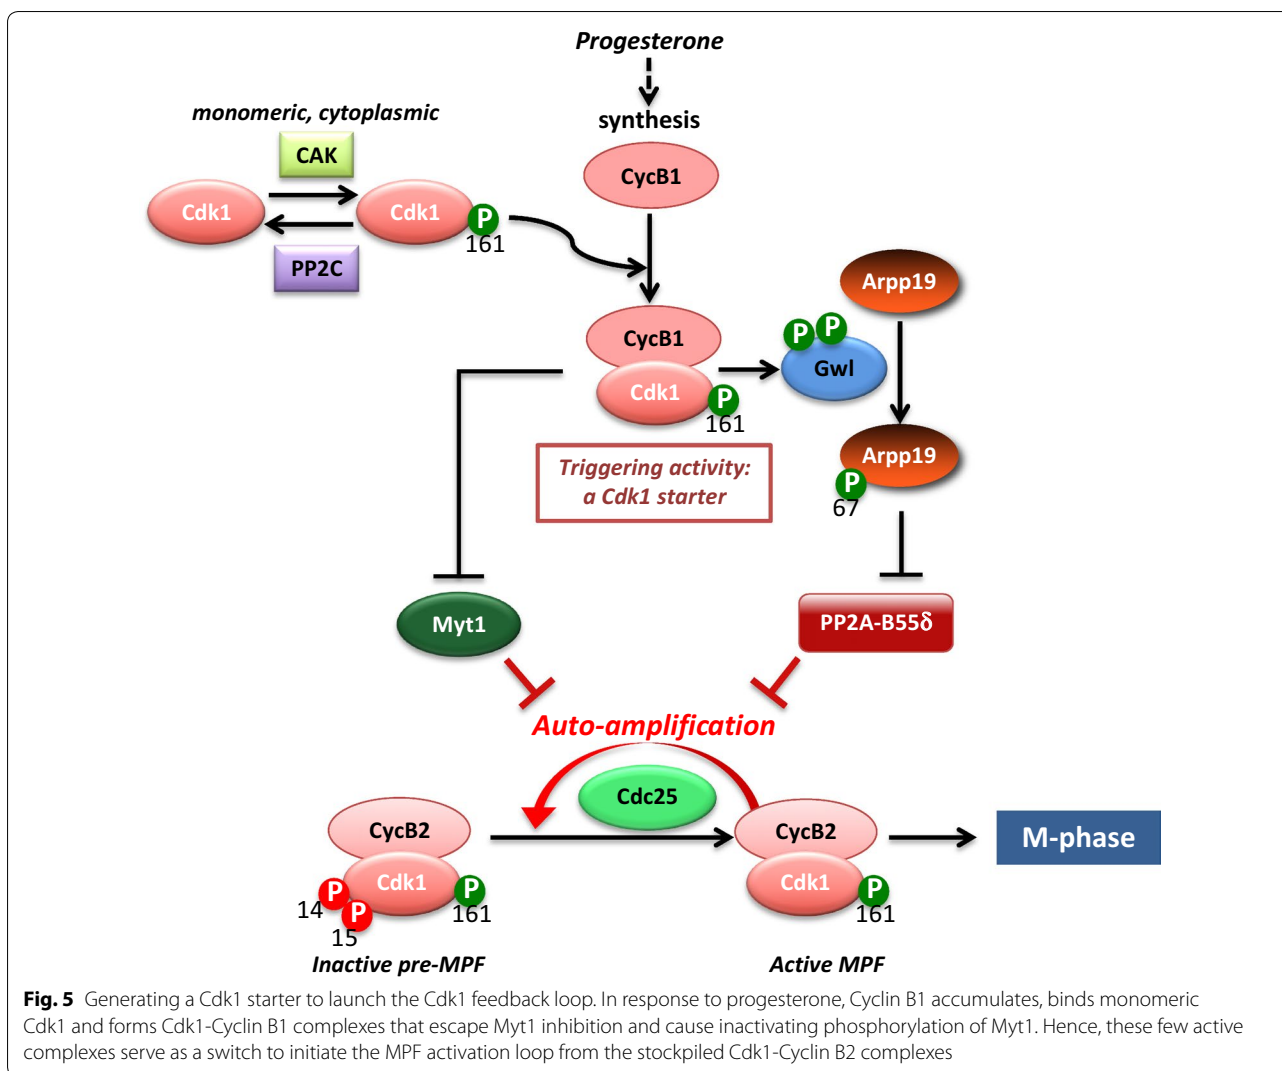 Progesterone
synthesis
monomeric, cytoplasmic
CAK
CycB1
Cdk1
Cdk1
P
161
PP2C
Arpp19
CycB1
P P
Gwl
Cdk1
P
161
Arpp19
P
67
Triggering activity:
a Cdk1 starter
Myt1
PP2A-B55δ
Auto-amplification
Cdc25
CycB2
CycB2
M-phase
Cdk1
P
P
14
15
P
161
Cdk1
P
161
Inactive pre-MPF
Active MPF
Fig. 5 Generating a Cdk1 starter to launch the Cdk1 feedback loop. In response to progesterone, Cyclin B1 accumulates, binds monomeric
Cdk1 and forms Cdk1-Cyclin B1 complexes that escape Myt1 inhibition and cause inactivating phosphorylation of Myt1. Hence, these few active
complexes serve as a switch to initiate the MPF activation loop from the stockpiled Cdk1-Cyclin B2 complexes